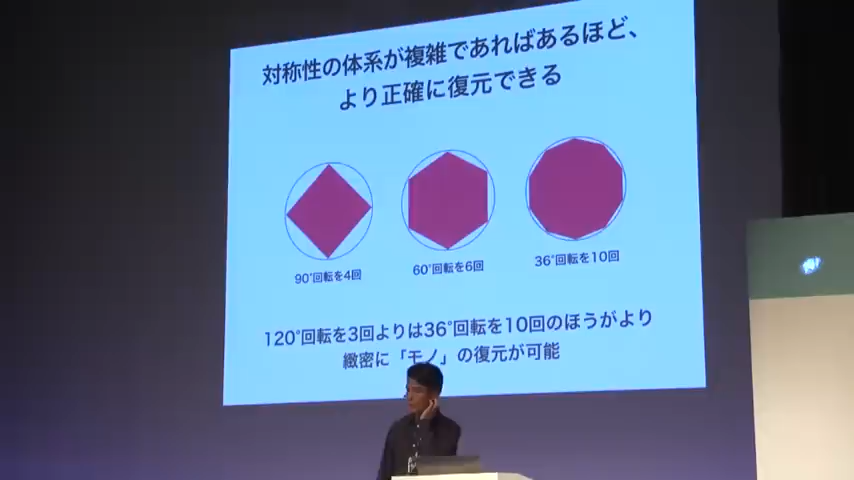 対称性の体系が複雑であればあるほど、
より正確に復元できる
90°回転を4回
60°回転を6回
36°回転を10回
120°回転を3回よりは36°回転を10回のほうがより
緻密に「モノ」の復元が可能